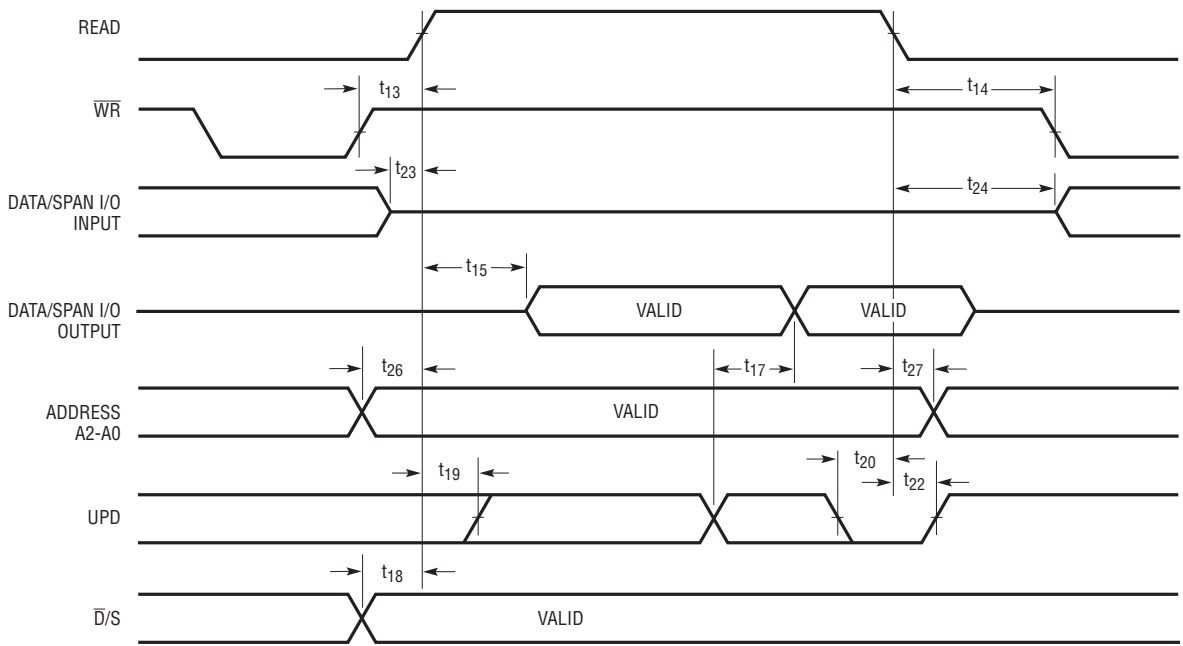 READ
t13
t14
W̅R̅
t23
t24
DATA/SPAN I/O
INPUT
t15
DATA/SPAN I/O
OUTPUT
VALID
VALID
t26
t17
t27
ADDRESS
A2-A0
VALID
t19
t20
t22
UPD
t18
D̅/S
VALID